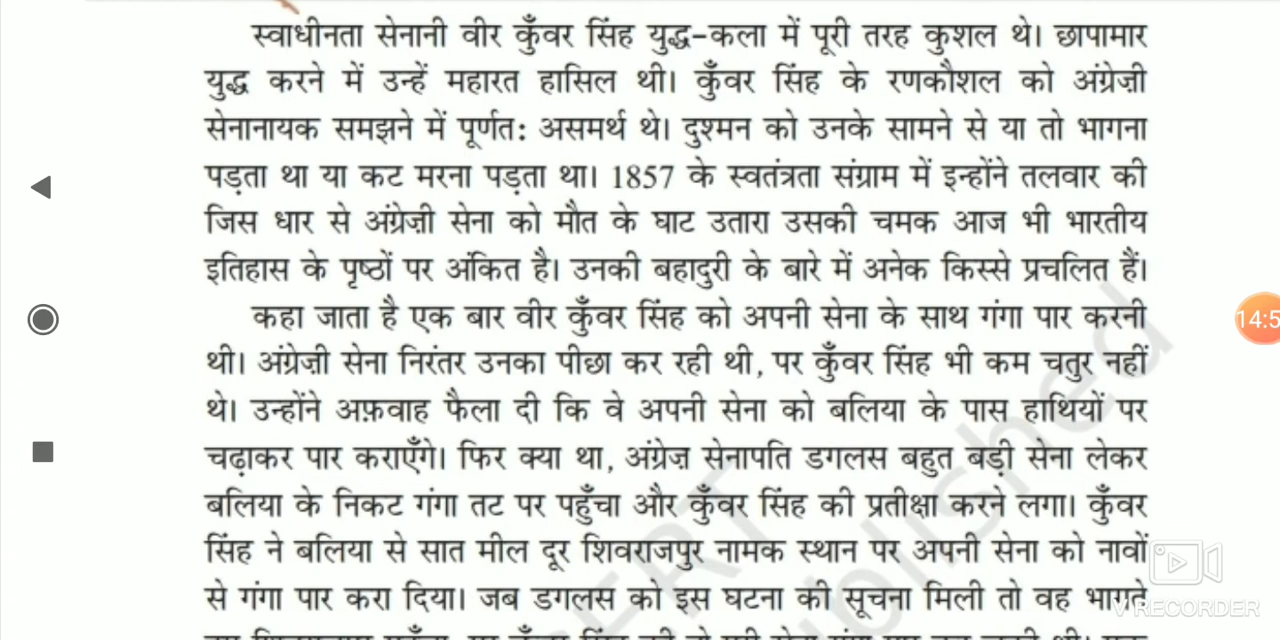 स्वाधीनता सेनानी वीर कुँवर सिंह युद्ध-कला में पूरी तरह कुशल थे। छापामार
युद्ध करने में उन्हें महारत हासिल थी। कुँवर सिंह के रणकौशल को अंग्रेज़ी
सेनानायक समझने में पूर्णत: असमर्थ थे। दुश्मन को उनके सामने से या तो भागना
पड़ता था या कट मरना पड़ता था। 1857 के स्वतंत्रता संग्राम में इन्होंने तलवार की
जिस धार से अंग्रेज़ी सेना को मौत के घाट उतारा उसकी चमक आज भी भारतीय
इतिहास के पृष्ठों पर अंकित है। उनकी बहादुरी के बारे में अनेक किस्से प्रचलित हैं।
कहा जाता है एक बार वीर कुँवर सिंह को अपनी सेना के साथ गंगा पार करनी
थी। अंग्रेज़ी सेना निरंतर उनका पीछा कर रही थी, पर कुँवर सिंह भी कम चतुर नहीं
थे। उन्होंने अफ़वाह फैला दी कि वे अपनी सेना को बलिया के पास हाथियों पर
चढ़ाकर पार कराएँगे। फिर क्या था, अंग्रेज़ सेनापति डगलस बहुत बड़ी सेना लेकर
बलिया के निकट गंगा तट पर पहुँचा और कुँवर सिंह की प्रतीक्षा करने लगा। कुँवर
सिंह ने बलिया से सात मील दूर शिवराजपुर नामक स्थान पर अपनी सेना को नावों
से गंगा पार करा दिया। जब डगलस को इस घटना की सूचना मिली तो वह भागते
14:5
V RECORDER